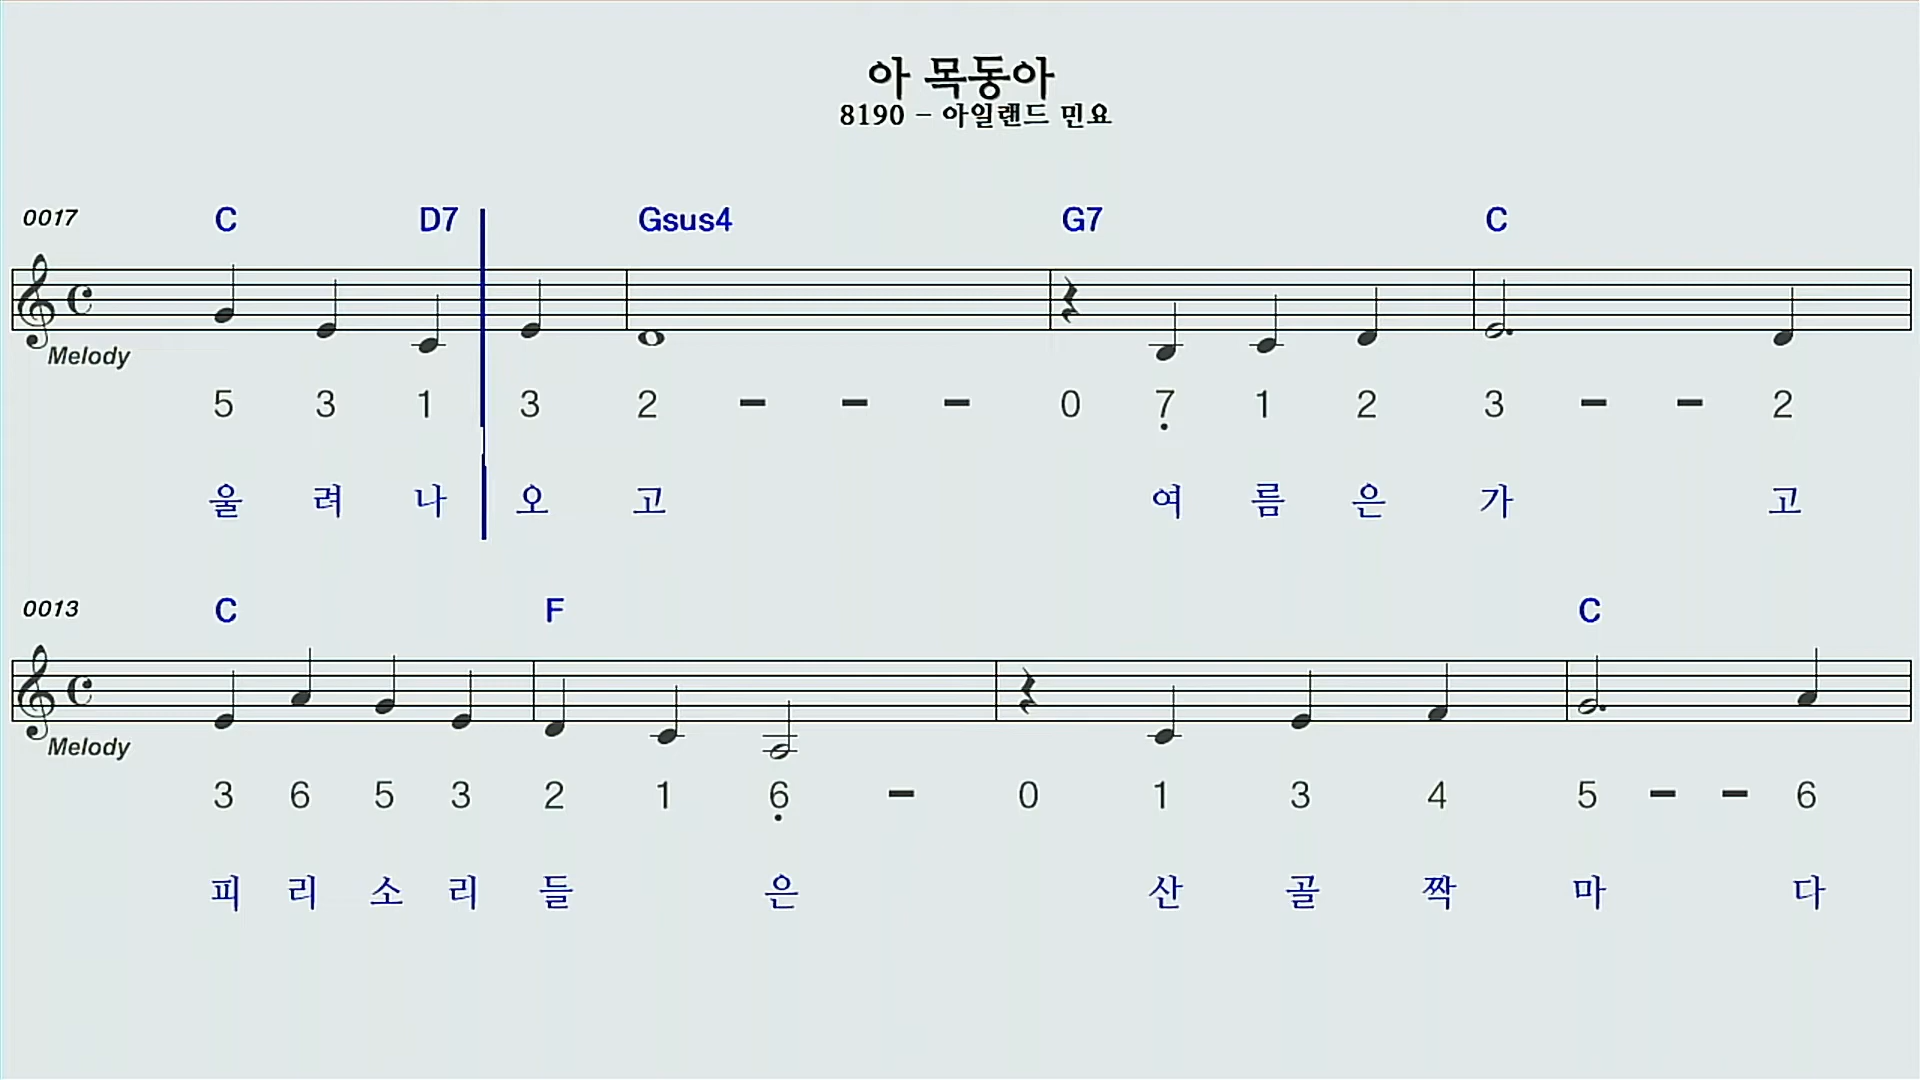 아 목동아
8190 - 아일랜드 민요
0017 C D7 Gsus4 G7 C
Melody
5 3 1 3 2 - - - 0 7 1 2 3 - - 2
울 려 나 오 고 여 름 은 가 고
0013 C F C
Melody
3 6 5 3 2 1 6 - 0 1 3 4 5 - - 6
피 리 소 리 들 은 산 골 짝 마 다